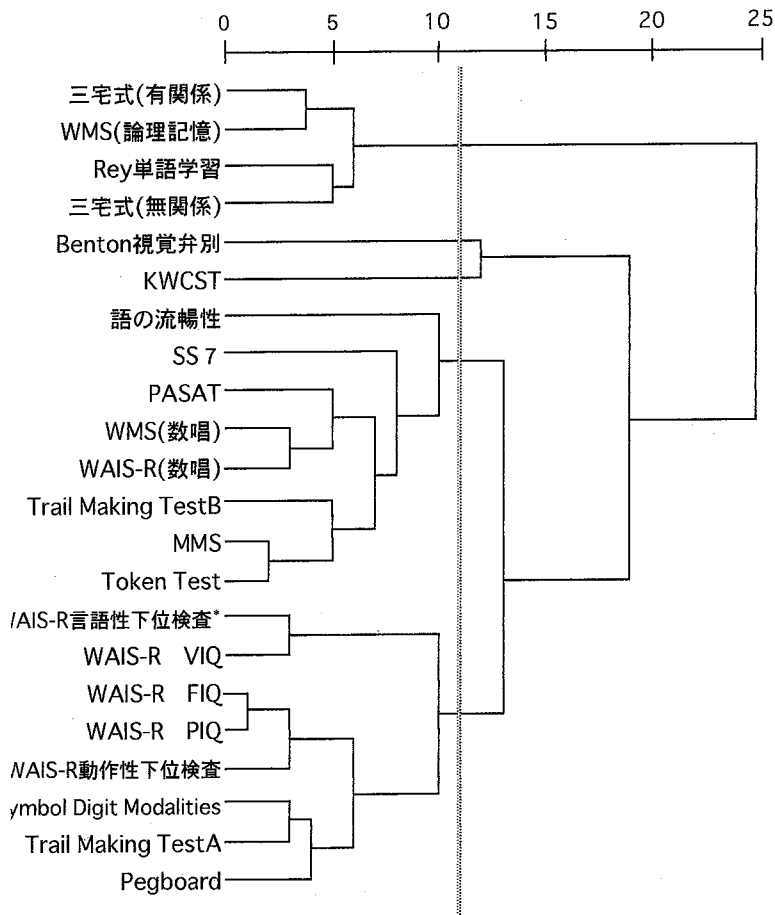 0 5 10 15 20 25
三宅式(有関係)
WMS(論理記憶)
Rey単語学習
三宅式(無関係)
Benton視覚弁別
KWCST
語の流暢性
SS 7
PASAT
WMS(数唱)
WAIS-R(数唱)
Trail Making TestB
MMS
Token Test
/AIS-R言語性下位検査*
WAIS-R VIQ
WAIS-R FIQ
WAIS-R PIQ
/VAIS-R動作性下位検査
ymbol Digit Modalities
Trail Making TestA
Pegboard